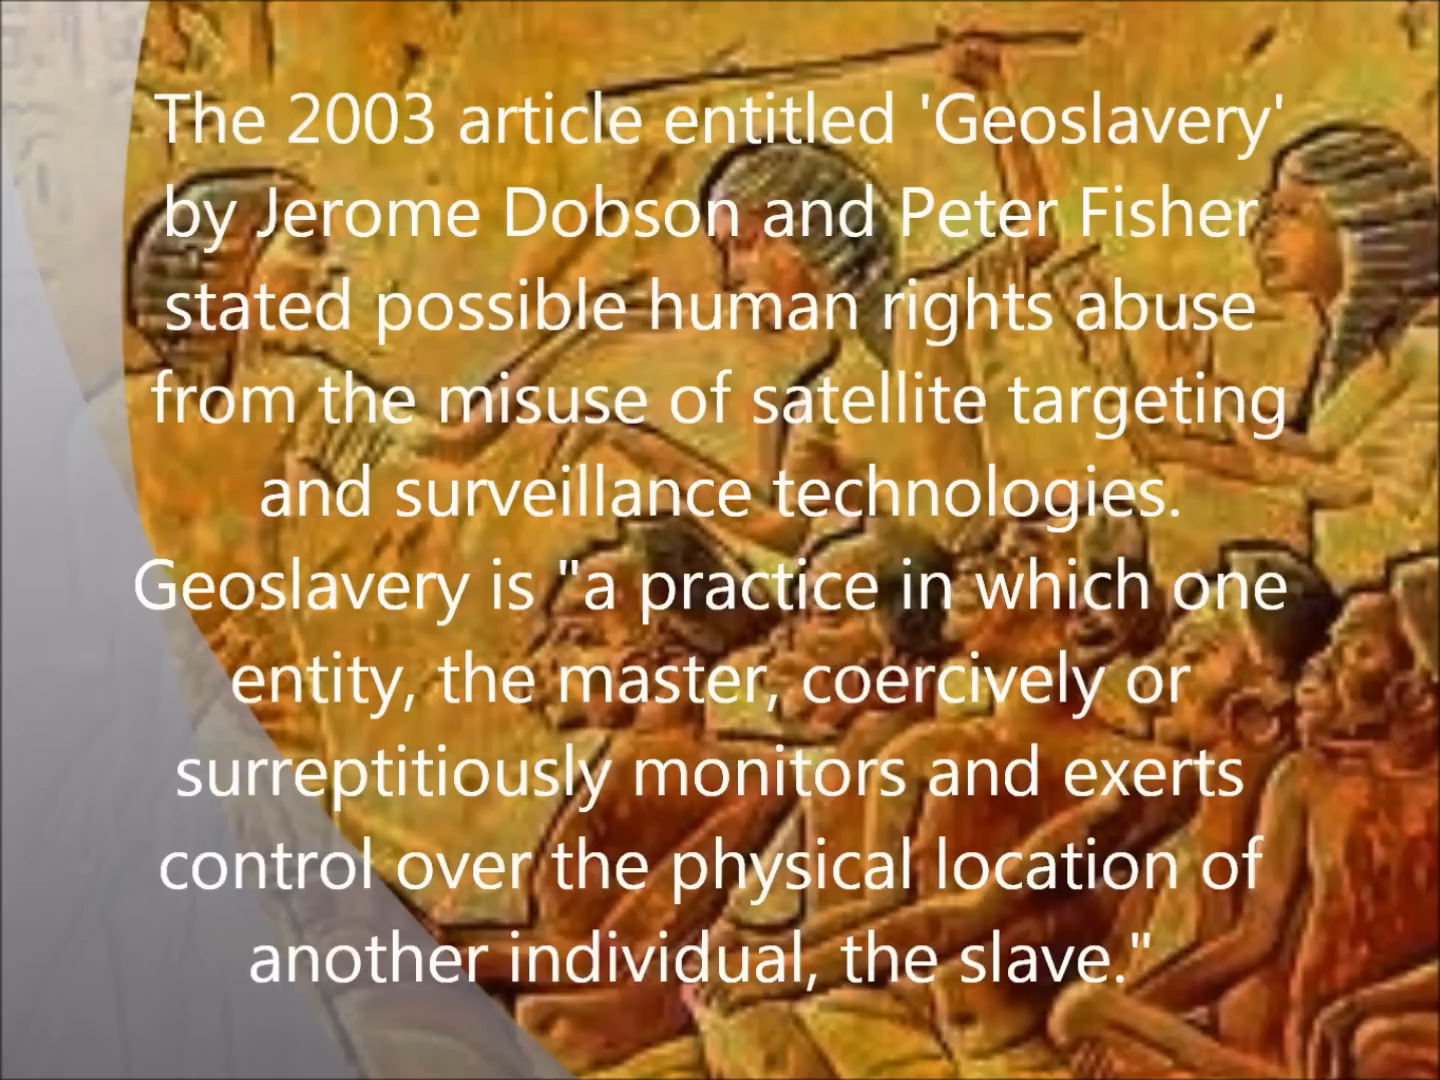 The 2003 article entitled 'Geoslavery'
by Jerome Dobson and Peter Fisher
stated possible human rights abuse
from the misuse of satellite targeting
and surveillance technologies.
Geoslavery is "a practice in which one
entity, the master, coercively or
surreptitiously monitors and exerts
control over the physical location of
another individual, the slave."